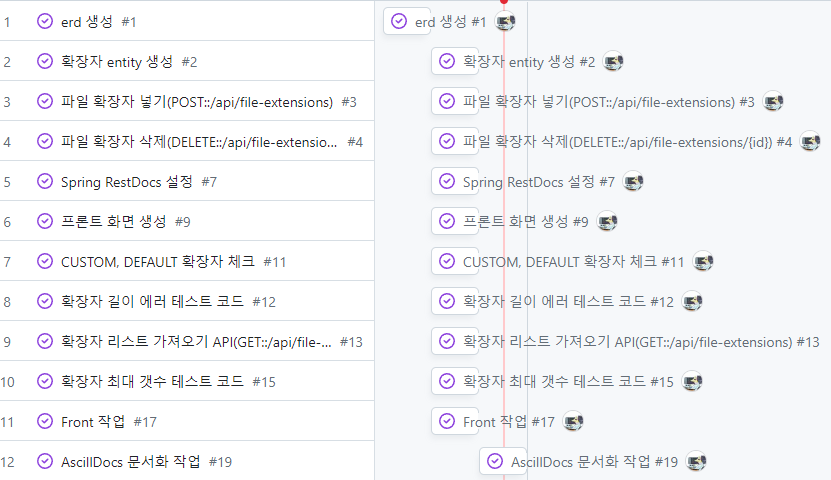 1 erd 생성 #1 erd 생성 #1
2 확장자 entity 생성 #2 확장자 entity 생성 #2
3 파일 확장자 넣기(POST::/api/file-extensions) #3 파일 확장자 넣기(POST::/api/file-extensions) #3
4 파일 확장자 삭제(DELETE::/api/file-extensio... #4 파일 확장자 삭제(DELETE::/api/file-extensions/{id}) #4
5 Spring RestDocs 설정 #7 Spring RestDocs 설정 #7
6 프론트 화면 생성 #9 프론트 화면 생성 #9
7 CUSTOM, DEFAULT 확장자 체크 #11 CUSTOM, DEFAULT 확장자 체크 #11
8 확장자 길이 에러 테스트 코드 #12 확장자 길이 에러 테스트 코드 #12
9 확장자 리스트 가져오기 API(GET::/api/file-... #13 확장자 리스트 가져오기 API(GET::/api/file-extensions) #13
10 확장자 최대 갯수 테스트 코드 #15 확장자 최대 갯수 테스트 코드 #15
11 Front 작업 #17 Front 작업 #17
12 AscillDocs 문서화 작업 #19 AscillDocs 문서화 작업 #19